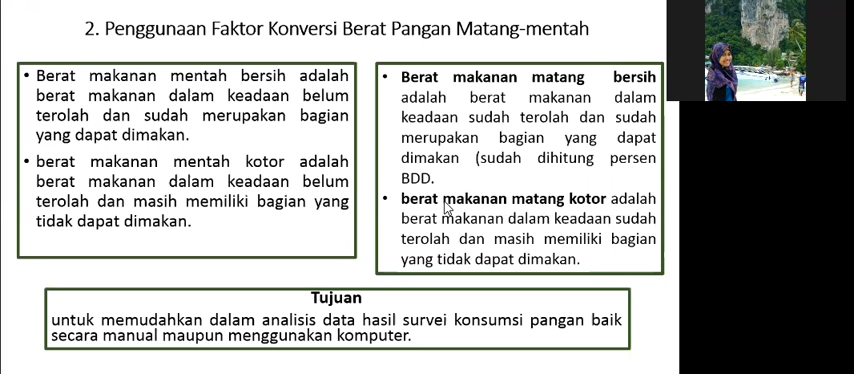 2. Penggunaan Faktor Konversi Berat Pangan Matang-mentah
• Berat makanan mentah bersih adalah
berat makanan dalam keadaan belum
terolah dan sudah merupakan bagian
yang dapat dimakan.
• berat makanan mentah kotor adalah
berat makanan dalam keadaan belum
terolah dan masih memiliki bagian yang
tidak dapat dimakan.
• Berat makanan matang bersih
adalah berat makanan dalam
keadaan sudah terolah dan sudah
merupakan bagian yang dapat
dimakan (sudah dihitung persen
BDD.
• berat makanan matang kotor adalah
berat makanan dalam keadaan sudah
terolah dan masih memiliki bagian
yang tidak dapat dimakan.
Tujuan
untuk memudahkan dalam analisis data hasil survei konsumsi pangan baik
secara manual maupun menggunakan komputer.